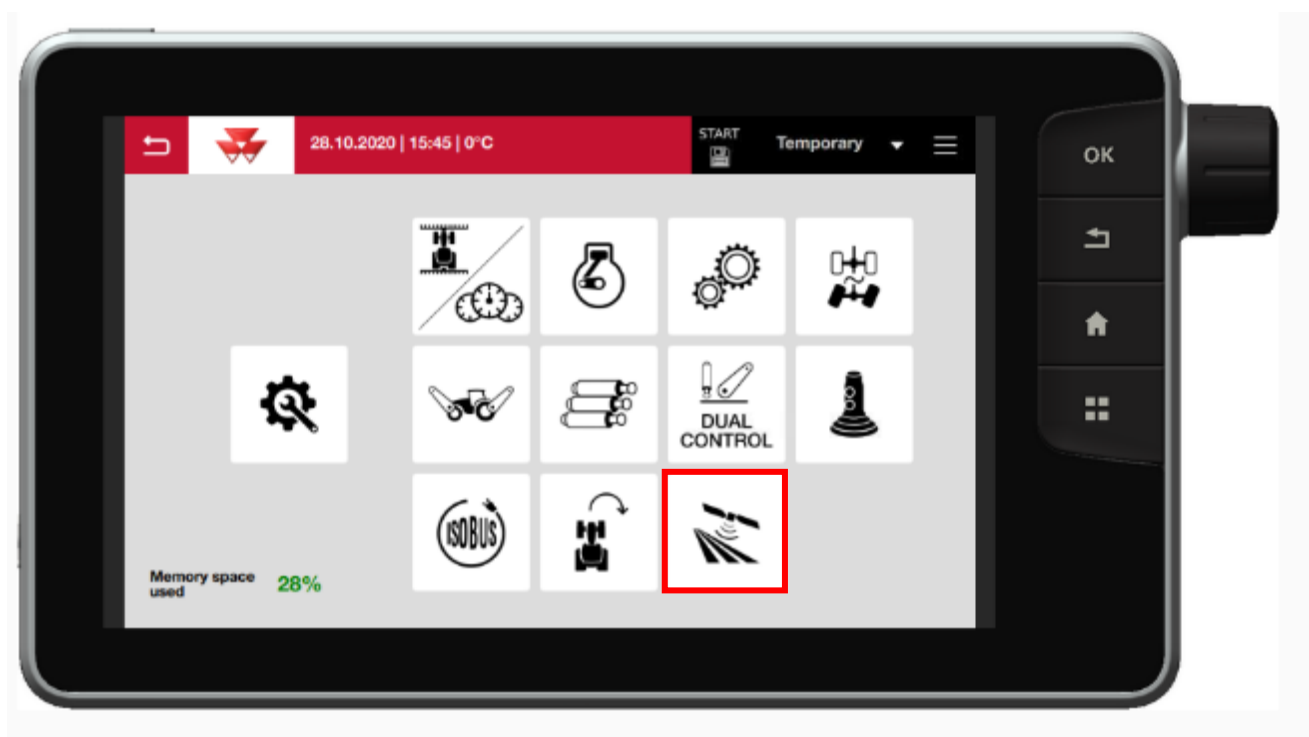 28.10.2020 | 15:45 | 0°C
START
Temporary
OK
DUAL
CONTROL
ISOBUS
Memory space
used
28%